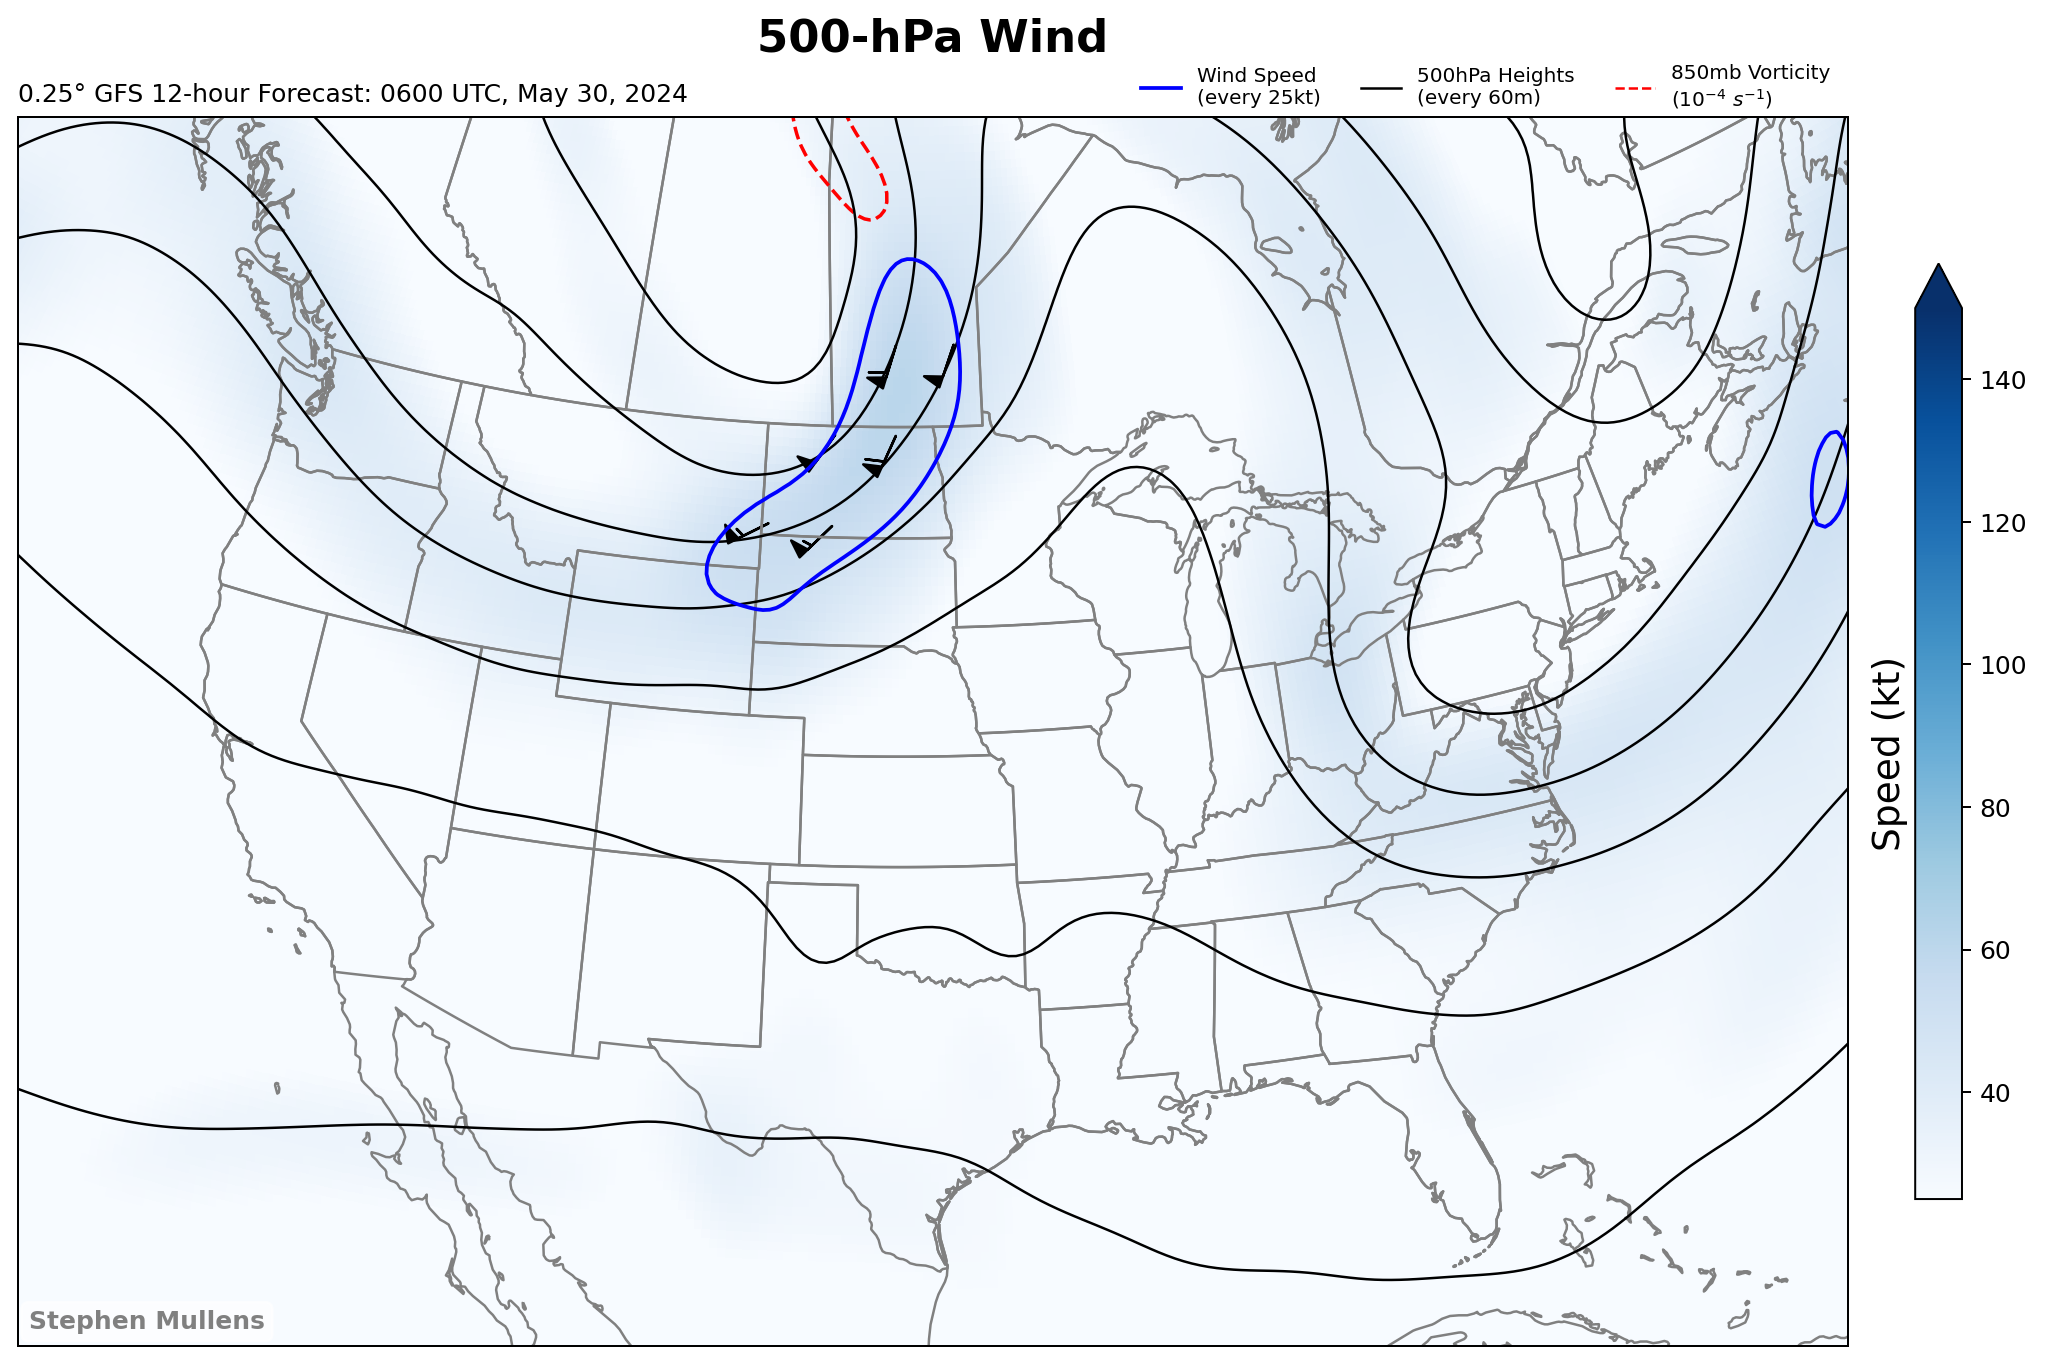 500-hPa Wind
0.25° GFS 12-hour Forecast: 0600 UTC, May 30, 2024
Wind Speed
(every 25kt)
500hPa Heights
(every 60m)
850mb Vorticity
(10⁻⁴ s⁻¹)
140
120
100
80
60
40
Speed (kt)
Stephen Mullens